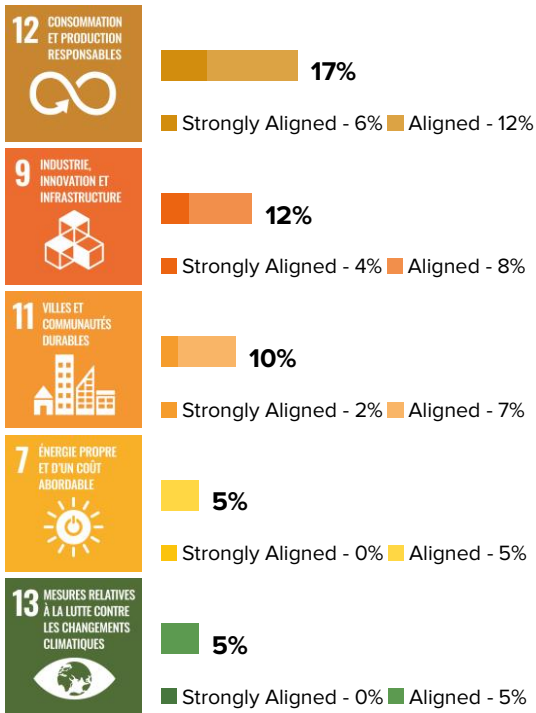 12 CONSOMMATION
ET PRODUCTION
RESPONSABLES
17%
Strongly Aligned - 6% Aligned - 12%
9 INDUSTRIE,
INNOVATION ET
INFRASTRUCTURE
12%
Strongly Aligned - 4% Aligned - 8%
11 VILLES ET
COMMUNAUTÉS
DURABLES
10%
Strongly Aligned - 2% Aligned - 7%
7 ÉNERGIE PROPRE
ET D'UN COÛT
ABORDABLE
5%
Strongly Aligned - 0% Aligned - 5%
13 MESURES RELATIVES
À LA LUTTE CONTRE
LES CHANGEMENTS
CLIMATIQUES
5%
Strongly Aligned - 0% Aligned - 5%